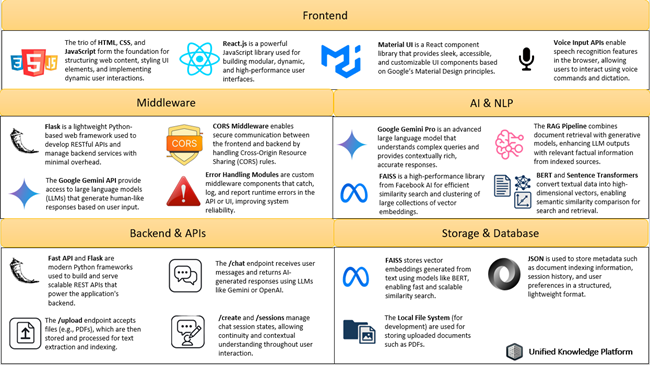 Frontend
The trio of HTML, CSS, and
JavaScript form the foundation for
structuring web content, styling UI
elements, and implementing
dynamic user interactions.
React.js is a powerful
JavaScript library used for
building modular, dynamic,
and high-performance user
interfaces.
Material UI is a React component
library that provides sleek, accessible,
and customizable UI components based
on Google's Material Design principles.
Voice Input APIs enable
speech recognition features
in the browser, allowing
users to interact using voice
commands and dictation.
Middleware
Flask is a lightweight Python-
based web framework used to
develop RESTful APIs and
manage backend services with
minimal overhead.
CORS
CORS Middleware enables
secure communication between
the frontend and backend by
handling Cross-Origin Resource
Sharing (CORS) rules.
The Google Gemini API provide
access to large language models
(LLMs) that generate human-like
responses based on user input.
Error Handling Modules are custom
middleware components that catch,
log, and report runtime errors in the
API or UI, improving system
reliability.
AI & NLP
Google Gemini Pro is an advanced
large language model that
understands complex queries and
provides contextually rich,
accurate responses.
The RAG Pipeline combines
document retrieval with generative
models, enhancing LLM outputs
with relevant factual information
from indexed sources.
FAISS is a high-performance library
from Facebook AI for efficient
similarity search and clustering of
large collections of vector
embeddings.
BERT and Sentence Transformers
convert textual data into high-
dimensional vectors, enabling
semantic similarity comparison for
search and retrieval.
Backend & APIs
Fast API and Flask are
modern Python frameworks
used to build and serve
scalable REST APIs that
power the application's
backend.
The /chat endpoint receives user
messages and returns AI-
generated responses using LLMs
like Gemini or OpenAI.
The /upload endpoint accepts
files (e.g., PDFs), which are then
stored and processed for text
extraction and indexing.
/create and /sessions manage
chat session states, allowing
continuity and contextual
understanding throughout user
interaction.
Storage & Database
FAISS stores vector
embeddings generated from
text using models like BERT,
enabling fast and scalable
similarity search.
JSON is used to store metadata
such as document indexing information,
session history, and user
preferences in a structured,
lightweight format.
The Local File System (for
development) are used for
storing uploaded documents
such as PDFs.
Unified Knowledge Platform